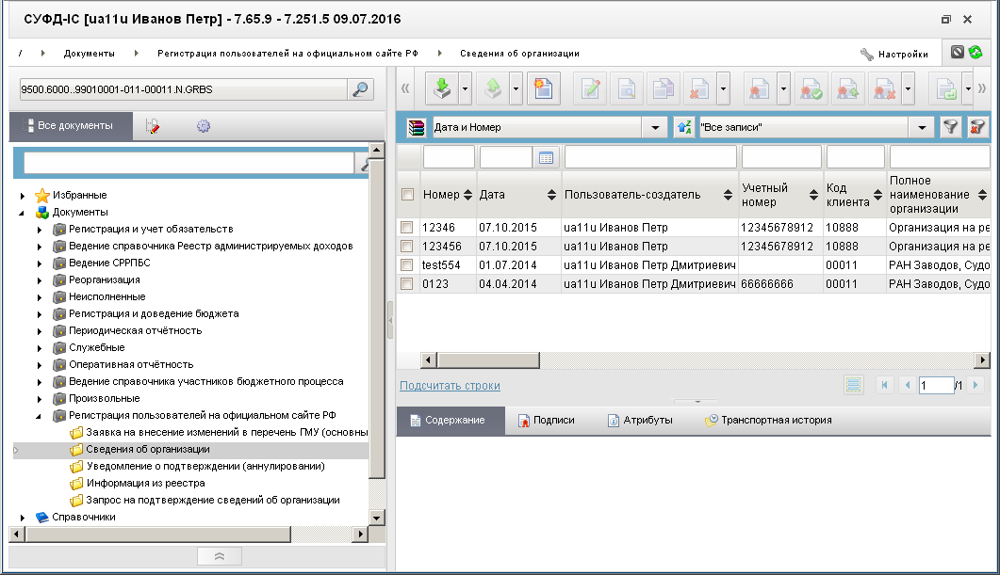 СУФД-IC [ua11u Иванов Петр] - 7.65.9 - 7.251.5 09.07.2016
/ Документы Регистрация пользователей на официальном сайте РФ Сведения об организации
Настройки
9500.6000..99010001-011-00011.N.GRBS
Все документы
Избранные
Документы
Регистрация и учет обязательств
Ведение справочника Реестр администрируемых доходов
Ведение СРРПБС
Реорганизация
Неисполненные
Регистрация и доведение бюджета
Периодическая отчётность
Служебные
Оперативная отчётность
Ведение справочника участников бюджетного процесса
Произвольные
Регистрация пользователей на официальном сайте РФ
Заявка на внесение изменений в перечень ГМУ (основны
Сведения об организации
Уведомление о подтверждении (аннулировании)
Информация из реестра
Запрос на подтверждение сведений об организации
Справочники
Дата и Номер "Все записи"
Номер Дата Пользователь-создатель Учетный номер Код клиента Полное наименование организации
12346 07.10.2015 ua11u Иванов Петр 12345678912 10888 Организация на ре
123456 07.10.2015 ua11u Иванов Петр 12345678912 10888 Организация на ре
test554 01.07.2014 ua11u Иванов Петр Дмитриевич 00011 РАН Заводов, Судо
0123 04.04.2014 ua11u Иванов Петр Дмитриевич 66666666 00011 РАН Заводов, Судо
Подсчитать строки 1 /1
Содержание Подписи Атрибуты Транспортная история